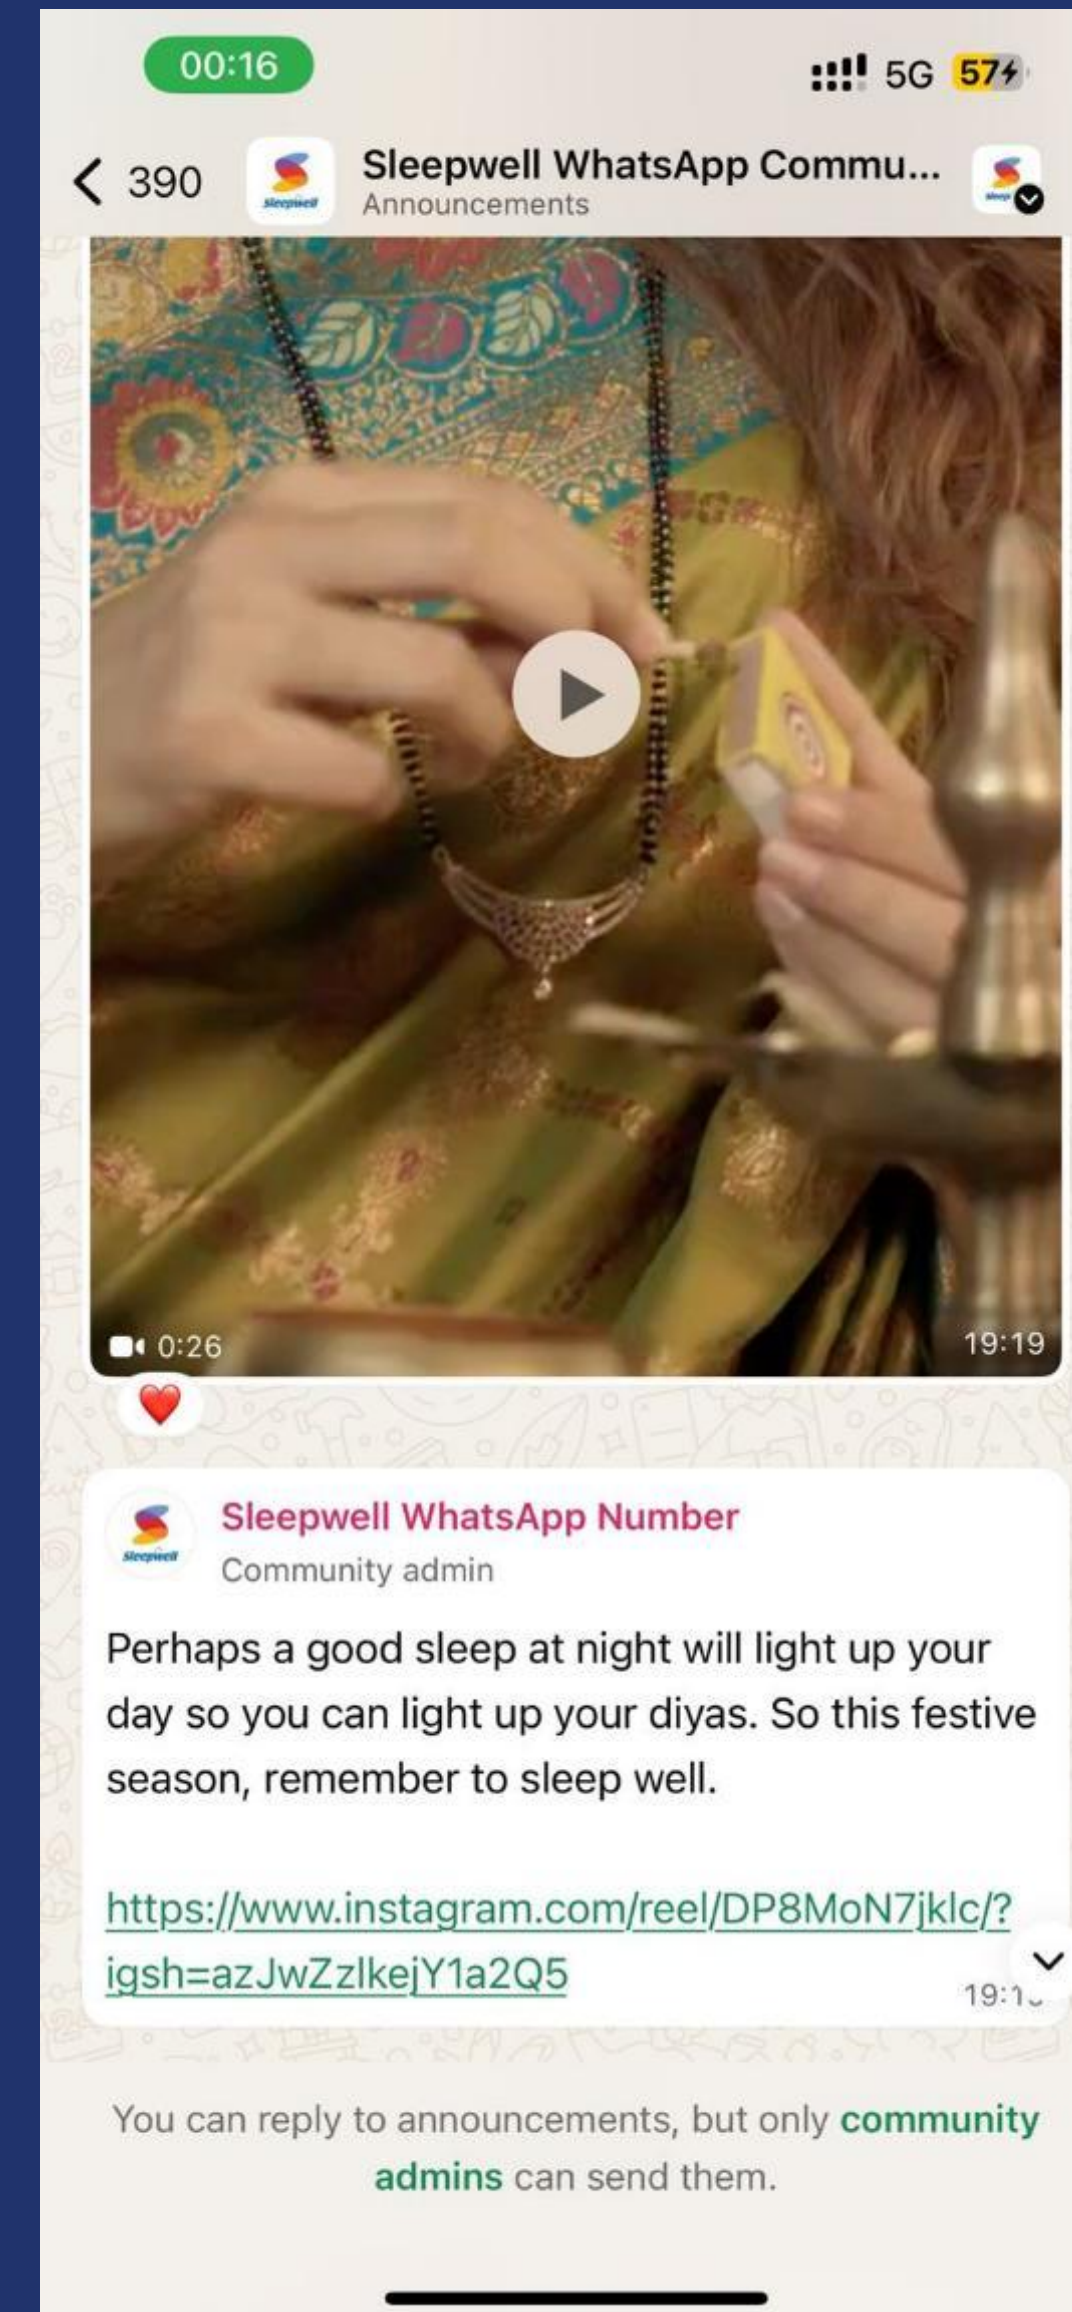 00:16
5G 57
390
Sleepwell
Sleepwell WhatsApp Commu...
Announcements
0:26
19:19
Sleepwell
Sleepwell WhatsApp Number
Community admin
Perhaps a good sleep at night will light up your
day so you can light up your diyas. So this festive
season, remember to sleep well.
https://www.instagram.com/reel/DP8MoN7jklc/?
igsh=azJwZzlkejY1a2Q5
You can reply to announcements, but only community
admins can send them.